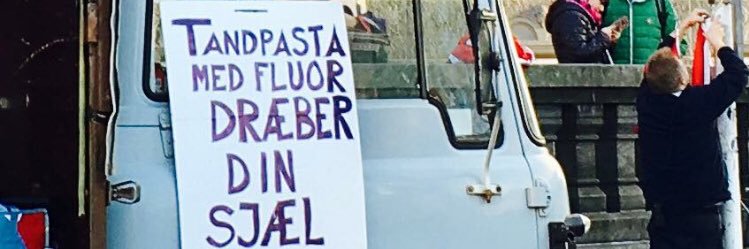 TANDPASTA
MED FLUOR
DRÆBER
DIN
SJÆL